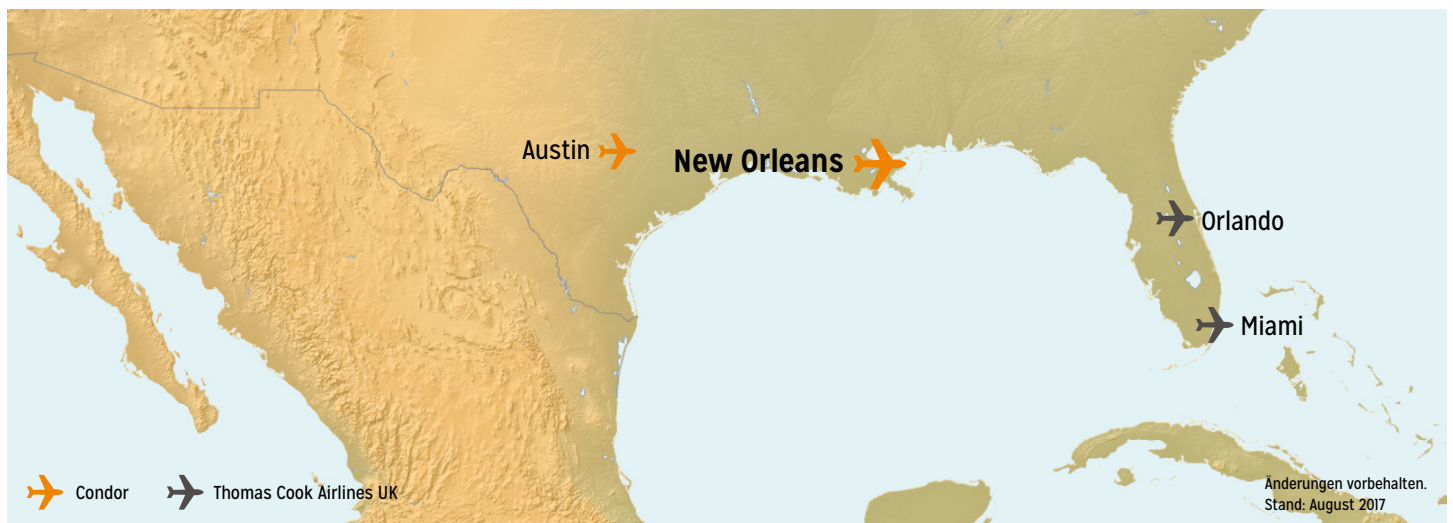 Austin
New Orleans
Orlando
Miami
Condor
Thomas Cook Airlines UK
Änderungen vorbehalten.
Stand: August 2017